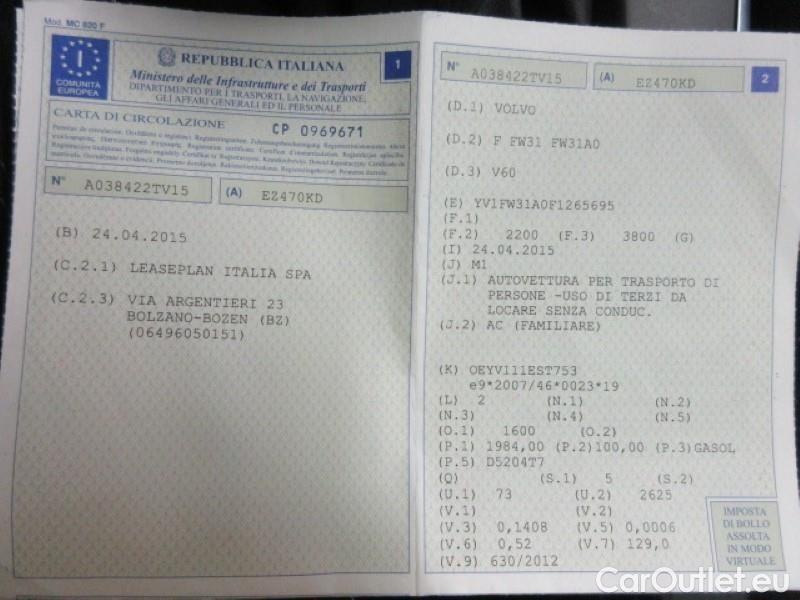 Mod. MC 820 F
I
COMUNITÀ
EUROPEA
REPUBBLICA ITALIANA
1
Ministero delle Infrastrutture e dei Trasporti
DIPARTIMENTO PER I TRASPORTI, LA NAVIGAZIONE,
GLI AFFARI GENERALI ED IL PERSONALE
CARTA DI CIRCOLAZIONE
CP 0969671
N° A038422TV15 (A) EZ470KD
(B) 24.04.2015
(C.2.1) LEASEPLAN ITALIA SPA
(C.2.3) VIA ARGENTIERI 23
BOLZANO-BOZEN (BZ)
(06496050151)
N° A038422TV15 (A) EZ470KD
2
(D.1) VOLVO
(D.2) F FW31 FW31A0
(D.3) V60
(E) YV1FW31A0F1265695
(F.1)
(F.2) 2200 (F.3) 3800 (G)
(I) 24.04.2015
(J) M1
(J.1) AUTOVETTURA PER TRASPORTO DI
PERSONE -USO DI TERZI DA
LOCARE SENZA CONDUC.
(J.2) AC (FAMILIARE)
(K) OEYV111EST753
e9*2007/46*0023*19
(L) 2 (N.1) (N.2)
(N.3) (N.4) (N.5)
(O.1) 1600 (O.2)
(P.1) 1984,00 (P.2)100,00 (P.3)GASOL
(P.5) D5204T7
(Q) (S.1) 5 (S.2)
(U.1) 73 (U.2) 2625
(V.1) (V.2)
(V.3) 0,1408 (V.5) 0,0006
(V.6) 0,52 (V.7) 129,0
(V.9) 630/2012
IMPOSTA
DI BOLLO
ASSOLTA
IN MODO
VIRTUALE
CarOutlet.eu